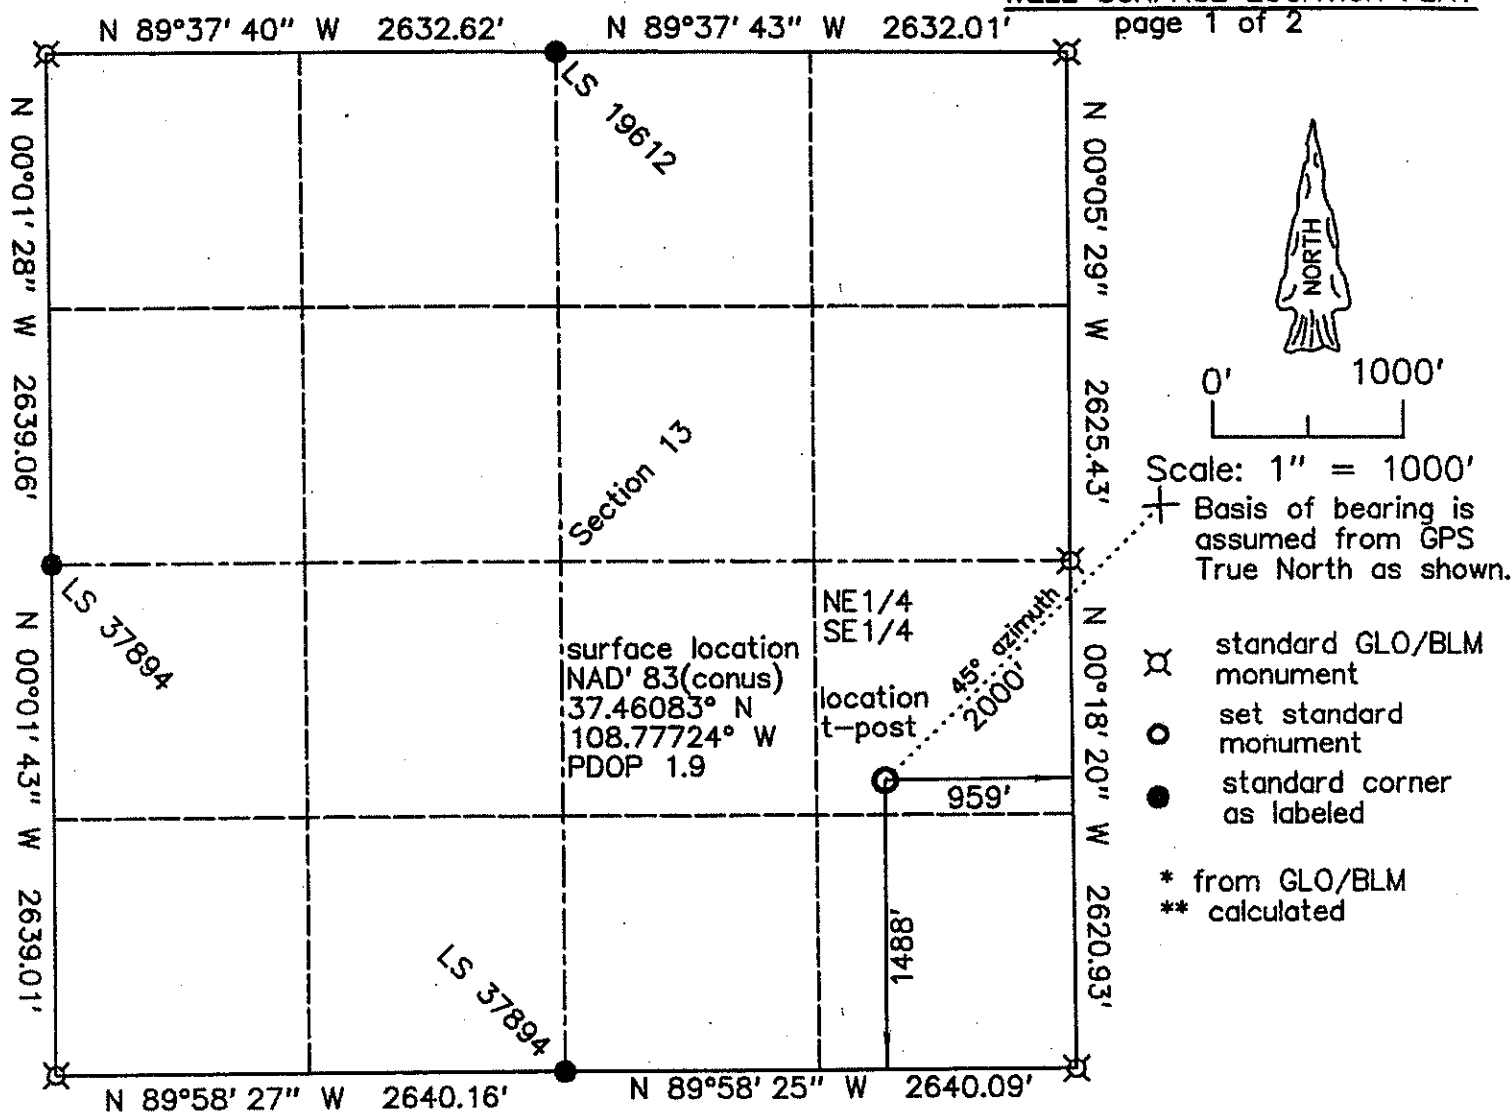 page 1 of 2
N 89°37' 40" W 2632.62'
N 89°37' 43" W 2632.01'
LS 19612
N 00°01' 28" W 2639.06'
N 00°05' 29" W 2625.43'
NORTH
0' 1000'
Scale: 1" = 1000'
Basis of bearing is
assumed from GPS
True North as shown.
Section 13
LS 37894
NE1/4
SE1/4
surface location
NAD' 83(conus)
37.46083° N
108.77724° W
PDOP 1.9
location
t-post
45° azimuth
2000'
959'
1488'
standard GLO/BLM
monument
set standard
monument
standard corner
as labeled
* from GLO/BLM
** calculated
N 00°01' 43" W 2639.01'
N 00°18' 20" W 2620.93'
LS 37894
N 89°58' 27" W 2640.16'
N 89°58' 25" W 2640.09'